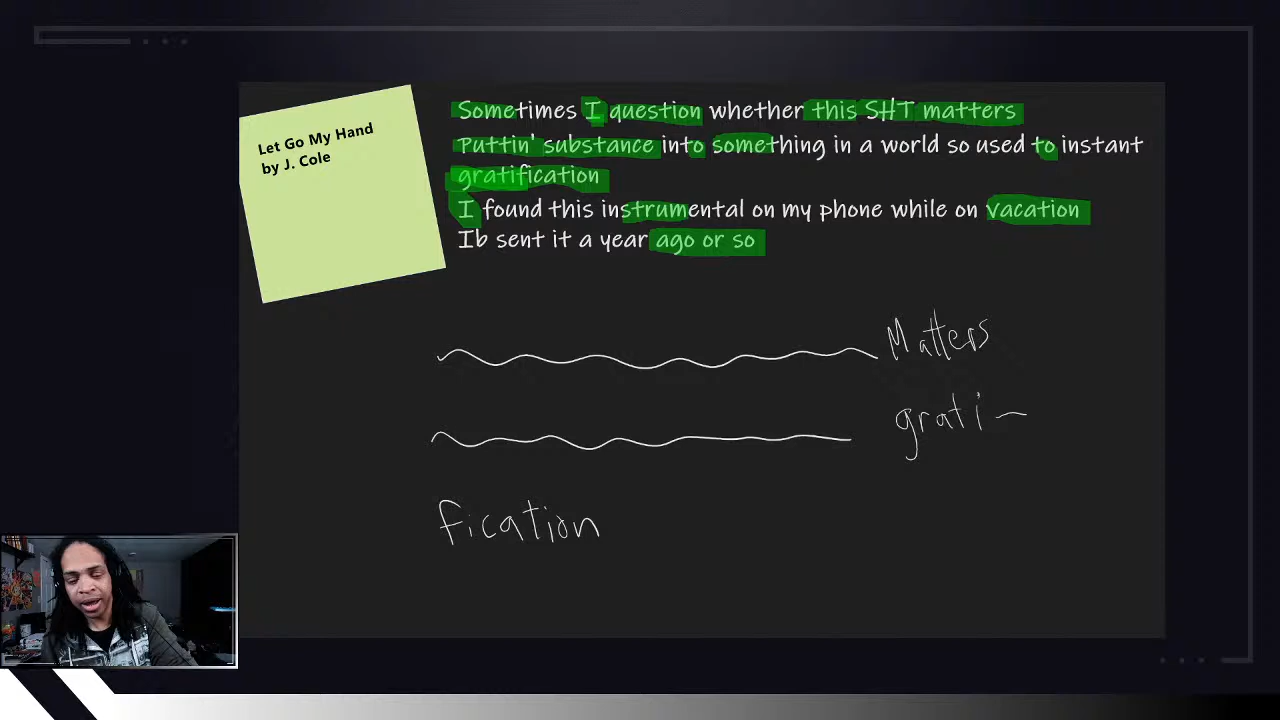 Let Go My Hand
by J. Cole
Sometimes I question whether this SHT matters
Puttin' substance into something in a world so used to instant
gratification
I found this instrumental on my phone while on vacation
Ib sent it a year ago or so
Matters
grati-
fication